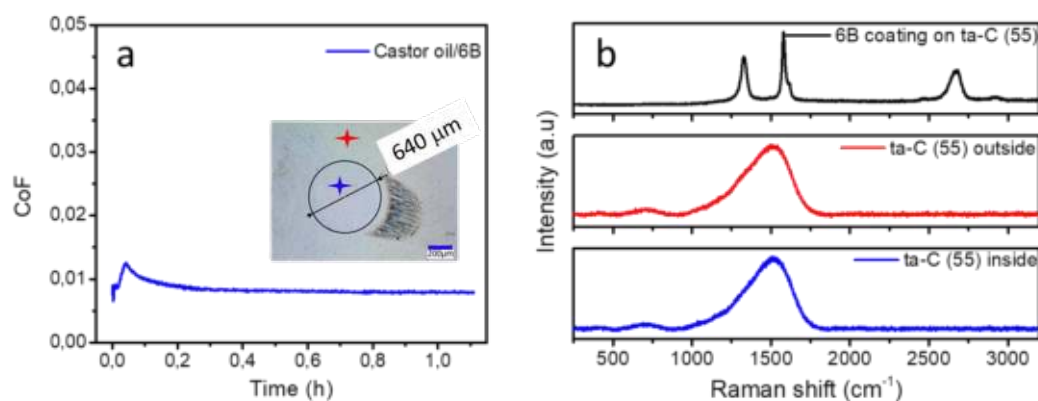 0,05
0,04
0,03
0,02
0,01
0,00
CoF
a
Castor oil/6B
640 μm
200μm
0,0 0,2 0,4 0,6 0,8 1,0
Time (h)
b
6B coating on ta-C (55)
ta-C (55) outside
ta-C (55) inside
Intensity (a.u)
500 1000 1500 2000 2500 3000
Raman shift (cm⁻¹)